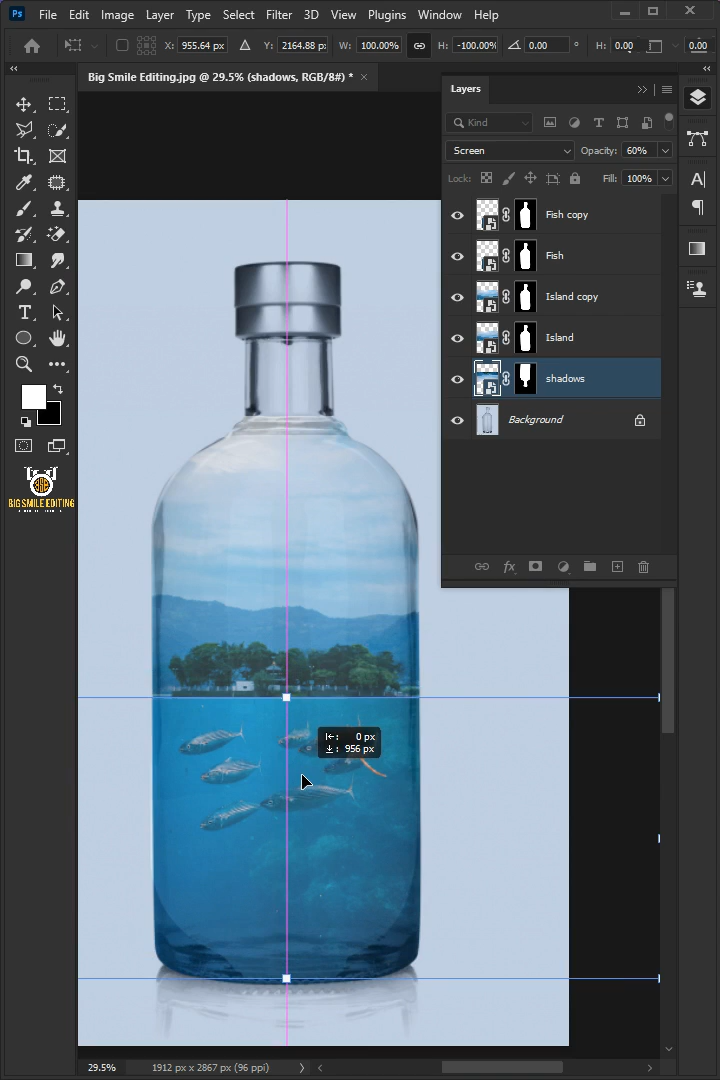 Ps File Edit Image Layer Type Select Filter 3D View Plugins Window Help
X: 955.64 px Y: 2164.88 px W: 100.00% H: -100.00% 0.00 ° H: 0.00 0.00
Big Smile Editing.jpg @ 29.5% (shadows, RGB/8#) * ×
Layers
Kind
Screen Opacity: 60%
Lock: Fill: 100%
Fish copy
Fish
Island copy
Island
shadows
Background
fx
BIG SMILE EDITING
0 px
956 px
29.5% 1912 px x 2867 px (96 ppi)